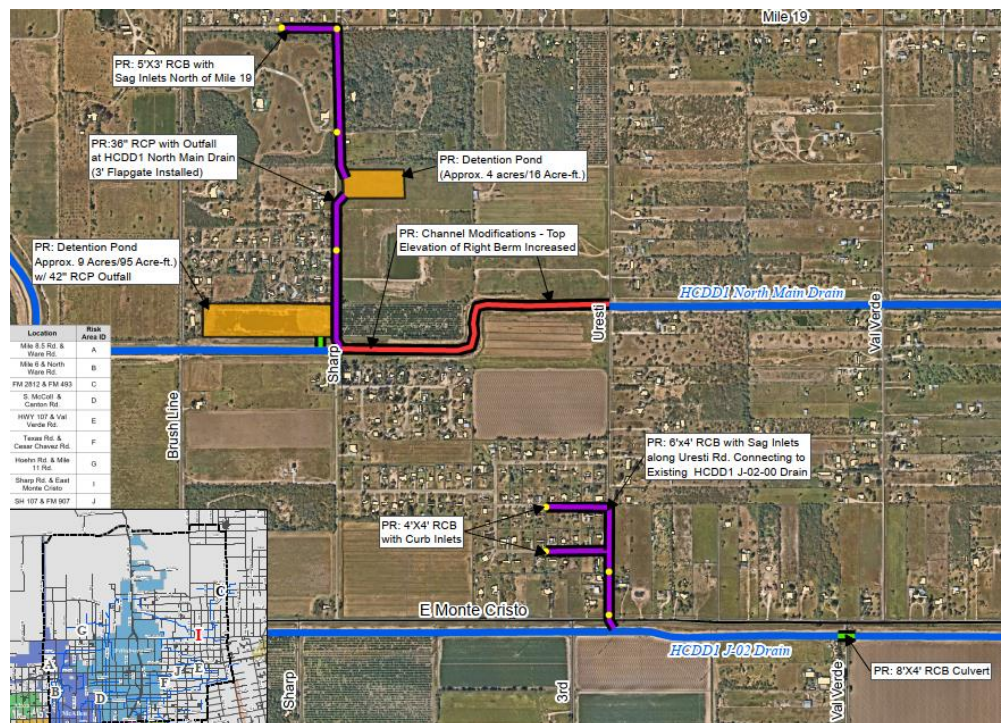 Mile 19
PR: 5'X3' RCB with
Sag Inlets North of Mile 19
PR:36" RCP with Outfall
at HCDD1 North Main Drain
(3' Flapgate Installed)
PR: Detention Pond
(Approx. 4 acres/16 Acre-ft.)
PR: Detention Pond
Approx. 9 Acres/95 Acre-ft.)
w/ 42" RCP Outfall
PR: Channel Modifications - Top
Elevation of Right Berm Increased
HCDD1 North Main Drain
Uresti
Val Verde
Sharp
Brush Line
Location
Risk
Area ID
Mile 8.5 Rd. &
Ware Rd.
A
Mile 6 & North
Ware Rd.
B
FM 2812 & FM 493
C
S. McColl &
Canton Rd.
D
HWY 107 & Val
Verde Rd.
E
Texas Rd. &
Cesar Chavez Rd.
F
Hoehn Rd. & Mile
11 Rd.
G
Sharp Rd. & East
Monte Cristo
I
SH 107 & FM 907
J
PR: 6'x4' RCB with Sag Inlets
along Uresti Rd. Connecting to
Existing HCDD1 J-02-00 Drain
PR: 4'X4' RCB
with Curb Inlets
E Monte Cristo
HCDD1 J-02 Drain
PR: 8'X4' RCB Culvert
Sharp
3rd
Val Verde
C
G
I
A
J
E
B
D
F